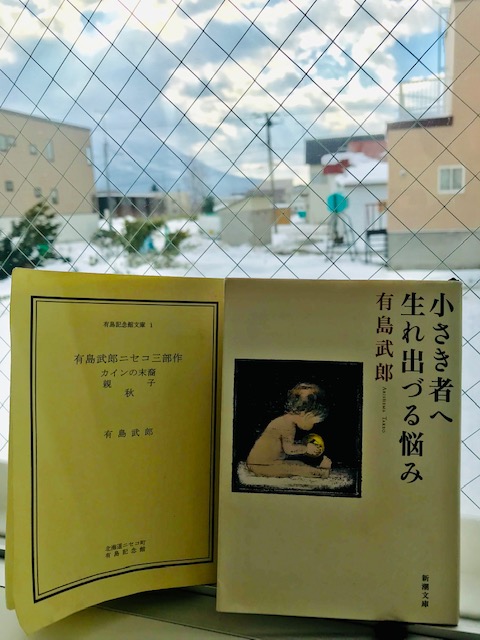 有島記念館文庫 1
有島武郎ニセコ三部作
カインの末裔
親子
秋
有島武郎
北海道ニセコ町
有島記念館
小さき者へ
生れ出づる悩み
有島武郎
Arishima Takeo
新潮文庫